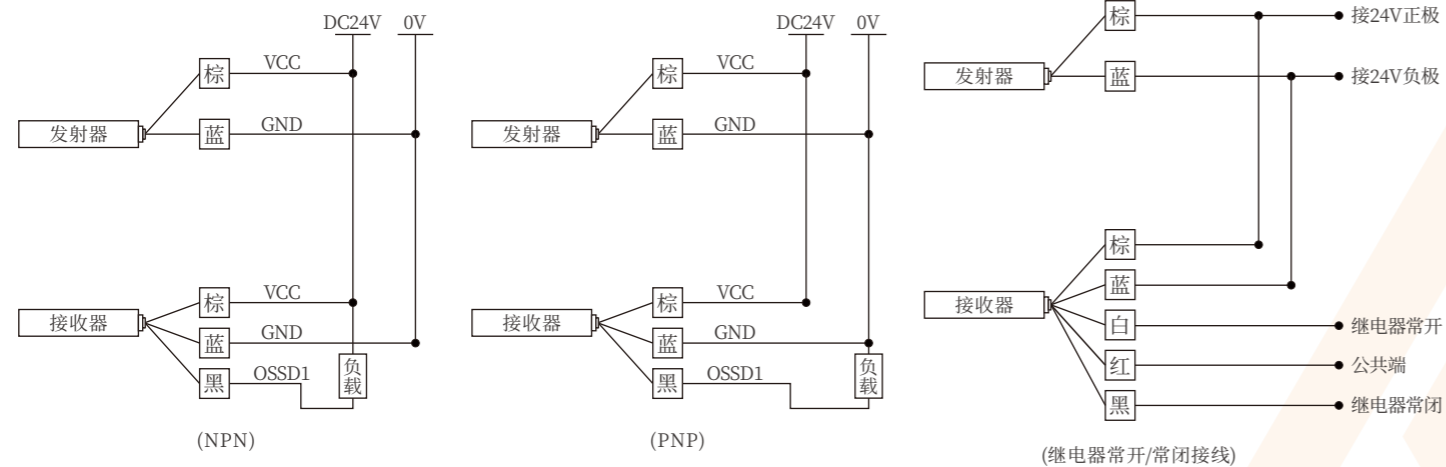 DC24V 0V
棕 VCC
发射器 蓝 GND
棕 VCC
接收器 蓝 GND
黑 OSSD1 负载
(NPN)
DC24V 0V
棕 VCC
发射器 蓝 GND
棕 VCC
接收器 蓝 GND
黑 OSSD1 负载
(PNP)
棕 接24V正极
发射器 蓝 接24V负极
棕
蓝
接收器 白 继电器常开
红 公共端
黑 继电器常闭
(继电器常开/常闭接线)